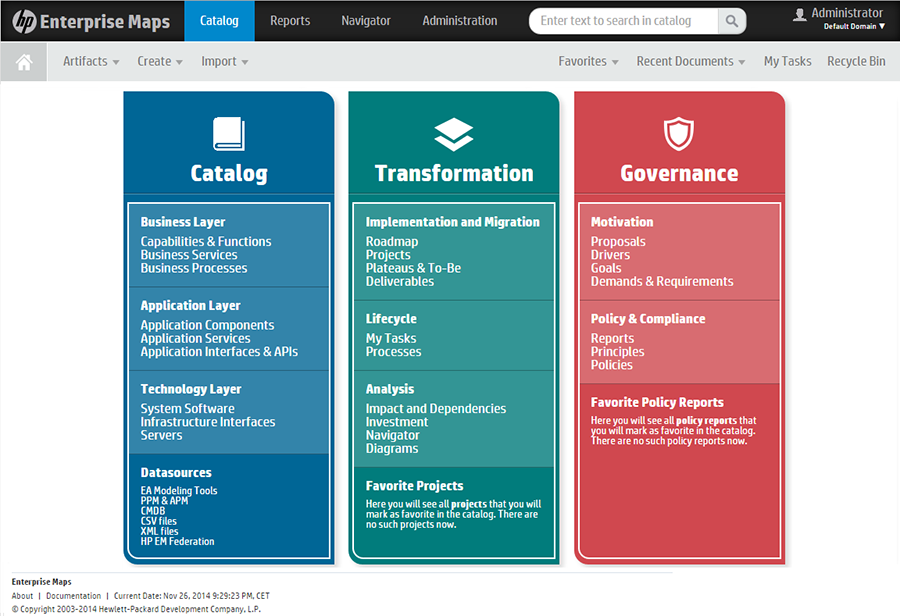 hp Enterprise Maps
Catalog
Reports
Navigator
Administration
Enter text to search in catalog
Administrator
Default Domain ▼
Artifacts
Create
Import
Favorites
Recent Documents
My Tasks
Recycle Bin
Catalog
Business Layer
Capabilities & Functions
Business Services
Business Processes
Application Layer
Application Components
Application Services
Application Interfaces & APIs
Technology Layer
System Software
Infrastructure Interfaces
Servers
Datasources
EA Modeling Tools
PPM & APM
CMDB
CSV files
XML files
HP EM Federation
Transformation
Implementation and Migration
Roadmap
Projects
Plateaus & To-Be
Deliverables
Lifecycle
My Tasks
Processes
Analysis
Impact and Dependencies
Investment
Navigator
Diagrams
Favorite Projects
Here you will see all projects that you will
mark as favorite in the catalog. There are
no such projects now.
Governance
Motivation
Proposals
Drivers
Goals
Demands & Requirements
Policy & Compliance
Reports
Principles
Policies
Favorite Policy Reports
Here you will see all policy reports that
you will mark as favorite in the catalog.
There are no such policy reports now.
Enterprise Maps
About | Documentation | Current Date: Nov 26, 2014 9:29:23 PM, CET
© Copyright 2003-2014 Hewlett-Packard Development Company, L.P.